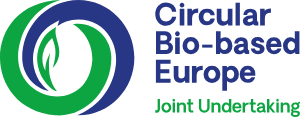 Circular
Bio-based
Europe
Joint Undertaking